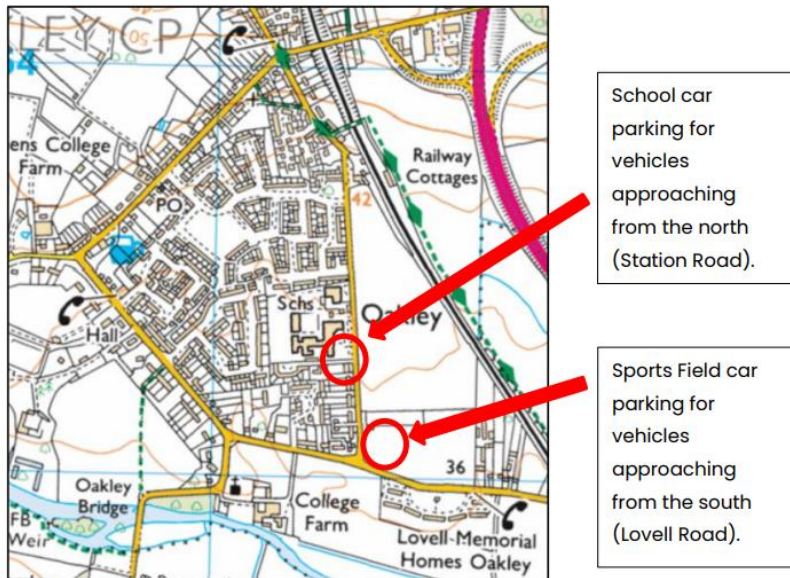 LEY CP
50
64
ens College
Farm
PO
Railway
Cottages
42
Schs
Oakley
Hall
36
Oakley
Bridge
FB
Weir
College
Farm
Lovell-Memorial
Homes Oakley
School car
parking for
vehicles
approaching
from the north
(Station Road).
Sports Field car
parking for
vehicles
approaching
from the south
(Lovell Road).